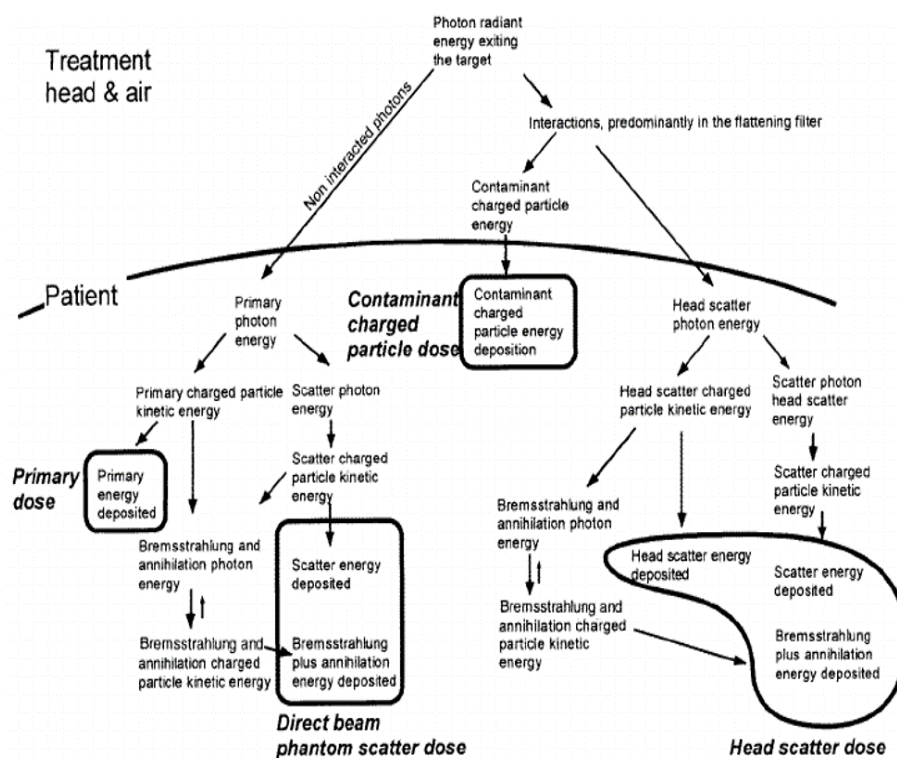 Photon radiant
energy exiting
the target
Treatment
head & air
Non interacted photons
Interactions, predominantly in the flattening filter
Contaminant
charged particle
energy
Patient
Primary
photon
energy
Contaminant
charged
particle dose
Contaminant
charged
particle energy
deposition
Head scatter
photon energy
Primary charged particle
kinetic energy
Scatter photon
energy
Head scatter charged
particle kinetic energy
Scatter photon
head scatter
energy
Primary
dose
Primary
energy
deposited
Scatter charged
particle kinetic
energy
Scatter charged
particle kinetic
energy
Bremsstrahlung and
annihilation photon
energy
Bremsstrahlung and
annihilation photon
energy
Scatter energy
deposited
Head scatter energy
deposited
Scatter energy
deposited
Bremsstrahlung and
annihilation charged
particle kinetic energy
Bremsstrahlung
plus annihilation
energy deposited
Bremsstrahlung and
annihilation charged
particle kinetic
energy
Bremsstrahlung
plus annihilation
energy deposited
Direct beam
phantom scatter dose
Head scatter dose